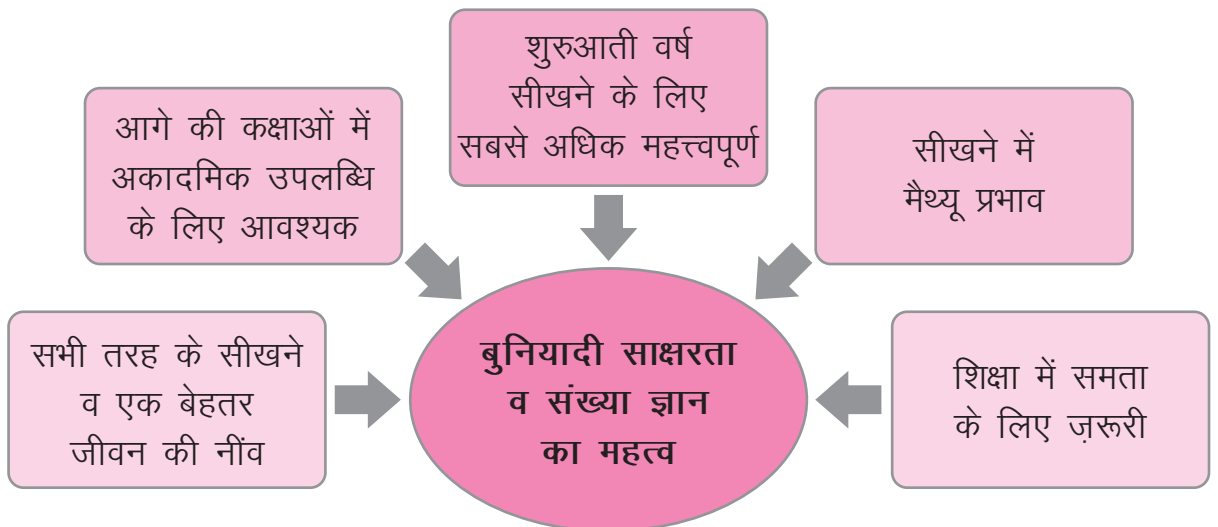 शुरुआती वर्ष
सीखने के लिए
सबसे अधिक महत्त्वपूर्ण
आगे की कक्षाओं में
अकादमिक उपलब्धि
के लिए आवश्यक
सीखने में
मैथ्यू प्रभाव
सभी तरह के सीखने
व एक बेहतर
जीवन की नींव
बुनियादी साक्षरता
व संख्या ज्ञान
का महत्व
शिक्षा में समता
के लिए ज़रूरी